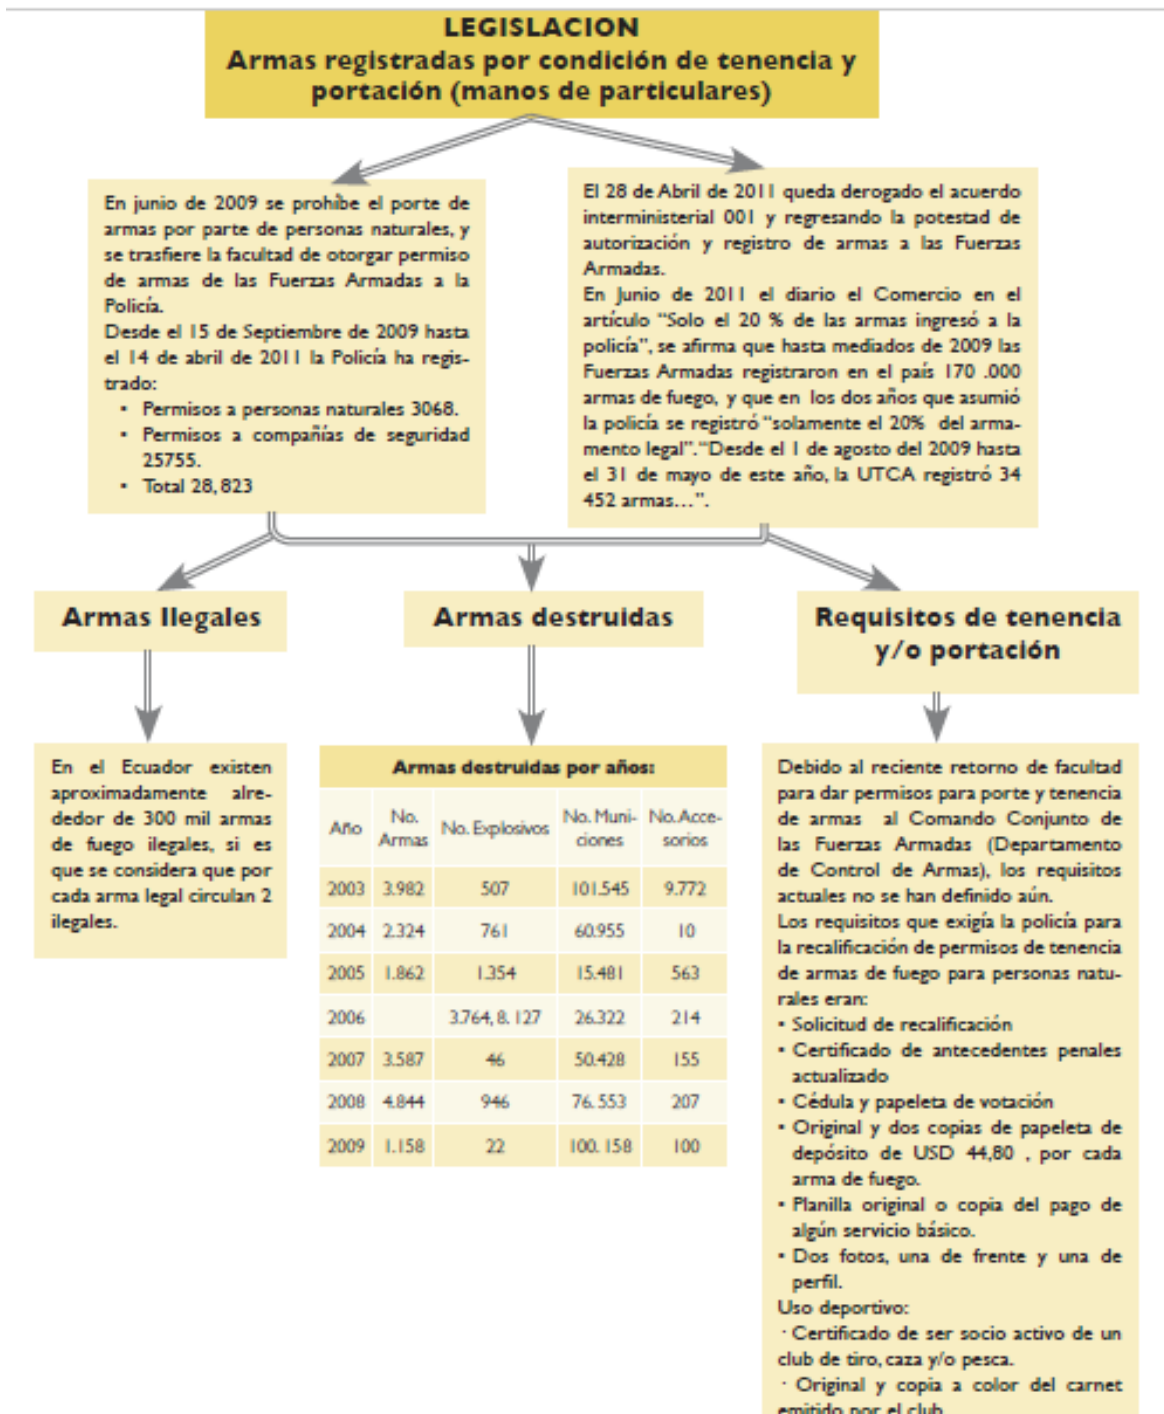 LEGISLACION
Armas registradas por condición de tenencia y
portación (manos de particulares)
En junio de 2009 se prohíbe el porte de
armas por parte de personas naturales, y
se trasfiere la facultad de otorgar permiso
de armas de las Fuerzas Armadas a la
Policía.
Desde el 15 de Septiembre de 2009 hasta
el 14 de abril de 2011 la Policía ha regis-
trado:
• Permisos a personas naturales 3068.
• Permisos a compañías de seguridad
25755.
• Total 28, 823
El 28 de Abril de 2011 queda derogado el acuerdo
interministerial 001 y regresando la potestad de
autorización y registro de armas a las Fuerzas
Armadas.
En Junio de 2011 el diario el Comercio en el
artículo “Solo el 20 % de las armas ingresó a la
policía”, se afirma que hasta mediados de 2009 las
Fuerzas Armadas registraron en el país 170 .000
armas de fuego, y que en los dos años que asumió
la policía se registró “solamente el 20% del arma-
mento legal”. “Desde el 1 de agosto del 2009 hasta
el 31 de mayo de este año, la UTCA registró 34
452 armas…”.
Armas Ilegales
Armas destruidas
Requisitos de tenencia
y/o portación
En el Ecuador existen
aproximadamente alre-
dedor de 300 mil armas
de fuego ilegales, si es
que se considera que por
cada arma legal circulan 2
ilegales.
Armas destruidas por años:
Año No. Armas No. Explosivos No. Muni-ciones No. Acce-sorios
2003 3.982 507 101.545 9.772
2004 2.324 761 60.955 10
2005 1.862 1.354 15.481 563
2006 3.764, 8. 127 26.322 214
2007 3.587 46 50.428 155
2008 4.844 946 76. 553 207
2009 1.158 22 100. 158 100
Debido al reciente retorno de facultad
para dar permisos para porte y tenencia
de armas al Comando Conjunto de
las Fuerzas Armadas (Departamento
de Control de Armas), los requisitos
actuales no se han definido aún.
Los requisitos que exigía la policía para
la recalificación de permisos de tenencia
de armas de fuego para personas natu-
rales eran:
• Solicitud de recalificación
• Certificado de antecedentes penales
actualizado
• Cédula y papeleta de votación
• Original y dos copias de papeleta de
depósito de USD 44,80 , por cada
arma de fuego.
• Planilla original o copia del pago de
algún servicio básico.
• Dos fotos, una de frente y una de
perfil.
Uso deportivo:
· Certificado de ser socio activo de un
club de tiro, caza y/o pesca.
· Original y copia a color del carnet
emitido por el club